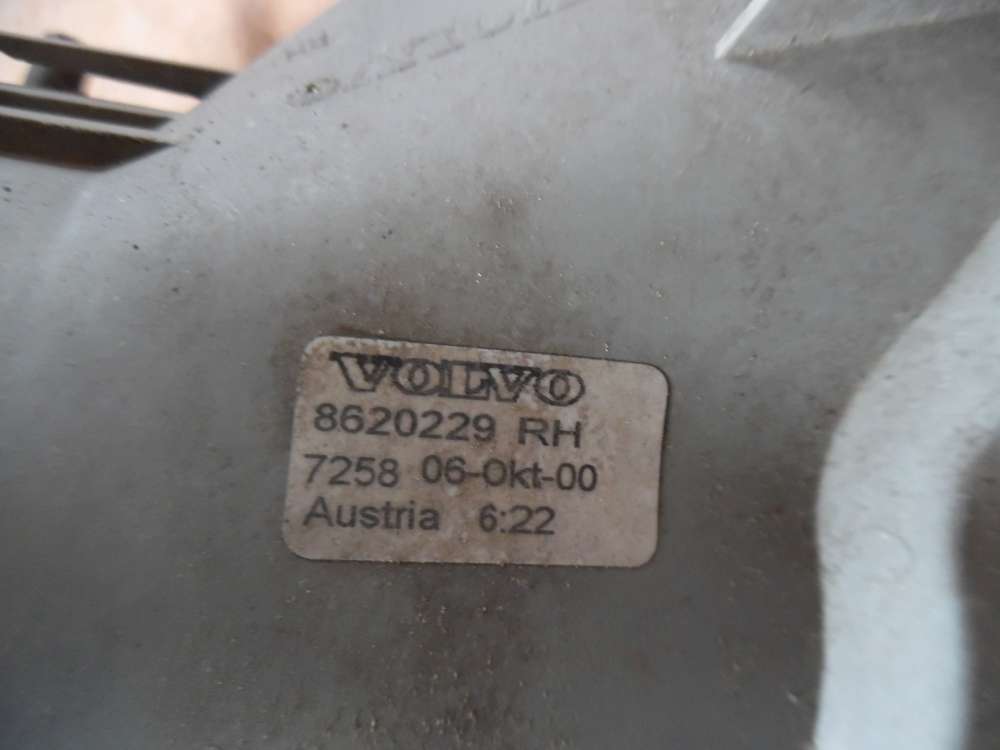 VOLVO
8620229 RH
7258 06-Okt-00
Austria 6:22